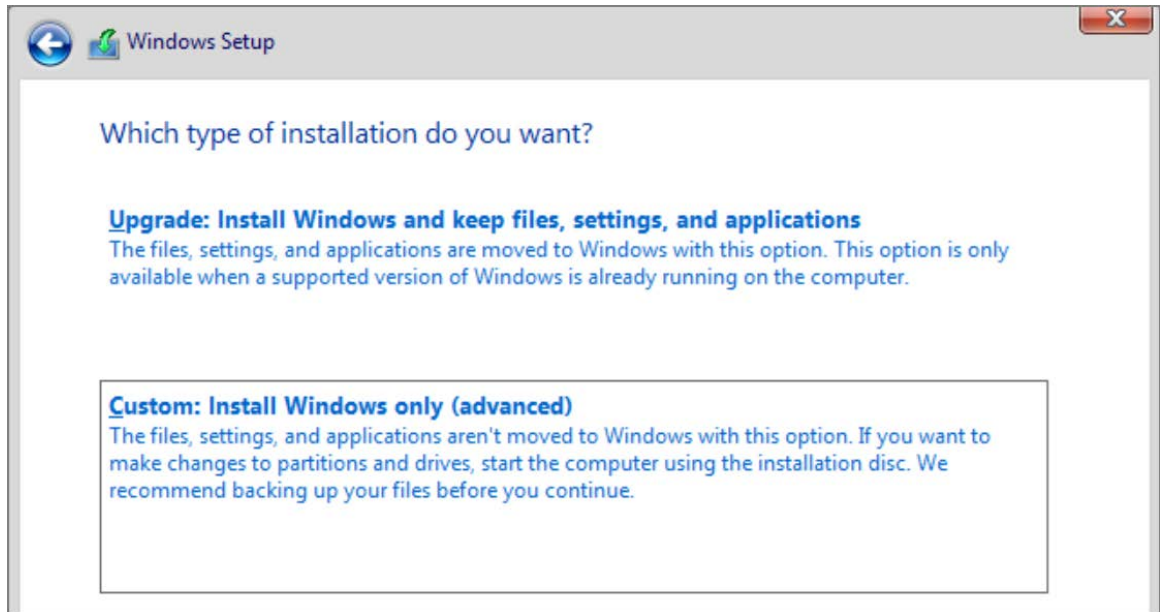 Windows Setup
Which type of installation do you want?
Upgrade: Install Windows and keep files, settings, and applications
The files, settings, and applications are moved to Windows with this option. This option is only
available when a supported version of Windows is already running on the computer.
Custom: Install Windows only (advanced)
The files, settings, and applications aren't moved to Windows with this option. If you want to
make changes to partitions and drives, start the computer using the installation disc. We
recommend backing up your files before you continue.